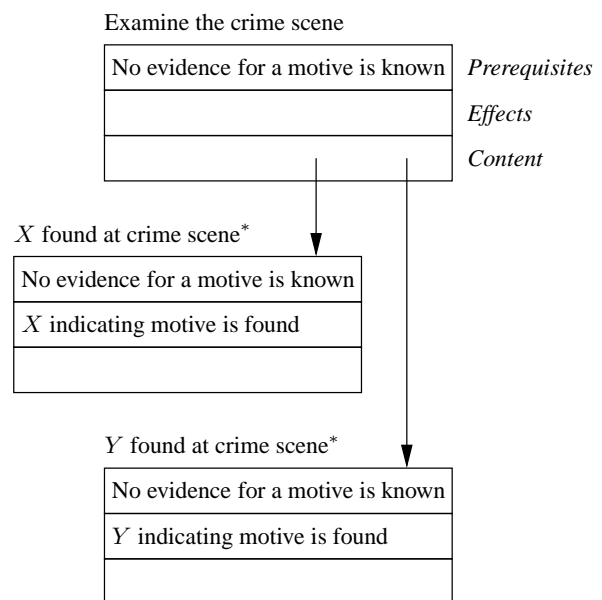 Examine the crime scene
No evidence for a motive is known
Prerequisites
Effects
Content
X found at crime scene*
No evidence for a motive is known
X indicating motive is found
Y found at crime scene*
No evidence for a motive is known
Y indicating motive is found